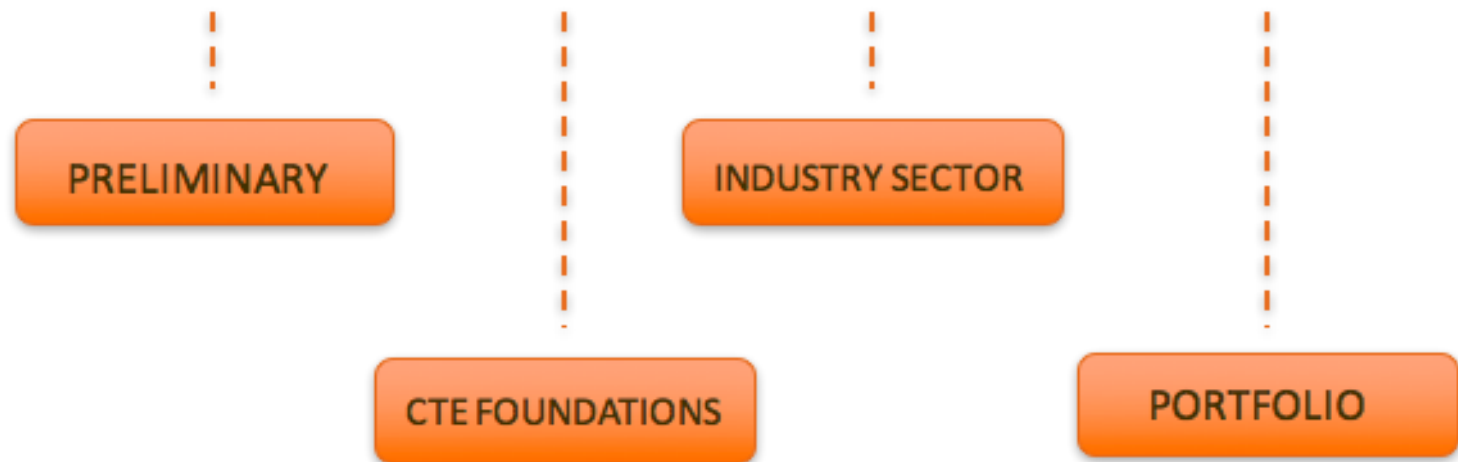 PRELIMINARY
INDUSTRY SECTOR
CTE FOUNDATIONS
PORTFOLIO